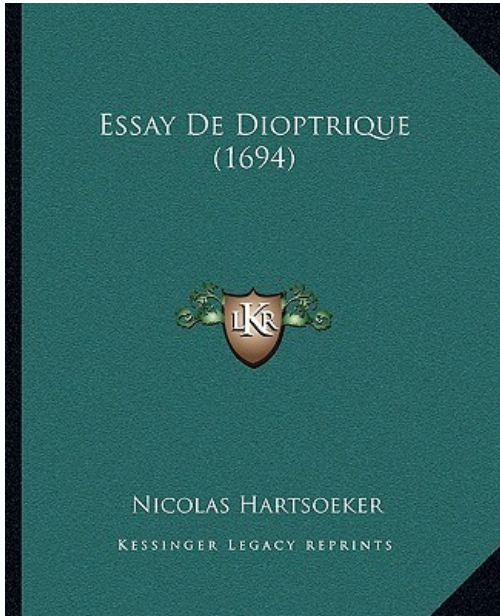 Essay De Dioptrique
(1694)
LKR
Nicolas Hartsoeker
Kessinger Legacy reprints